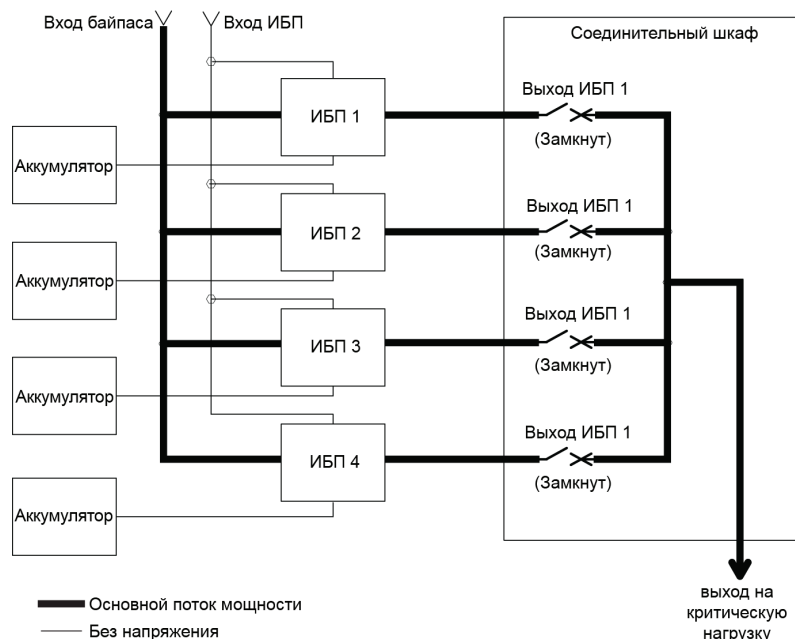 Вход байпаса
Вход ИБП
Соединительный шкаф
Выход ИБП 1
ИБП 1
(Замкнут)
Аккумулятор
Выход ИБП 1
ИБП 2
(Замкнут)
Аккумулятор
Выход ИБП 1
ИБП 3
(Замкнут)
Аккумулятор
Выход ИБП 1
ИБП 4
(Замкнут)
Аккумулятор
выход на
критическую
нагрузку
Основной поток мощности
Без напряжения